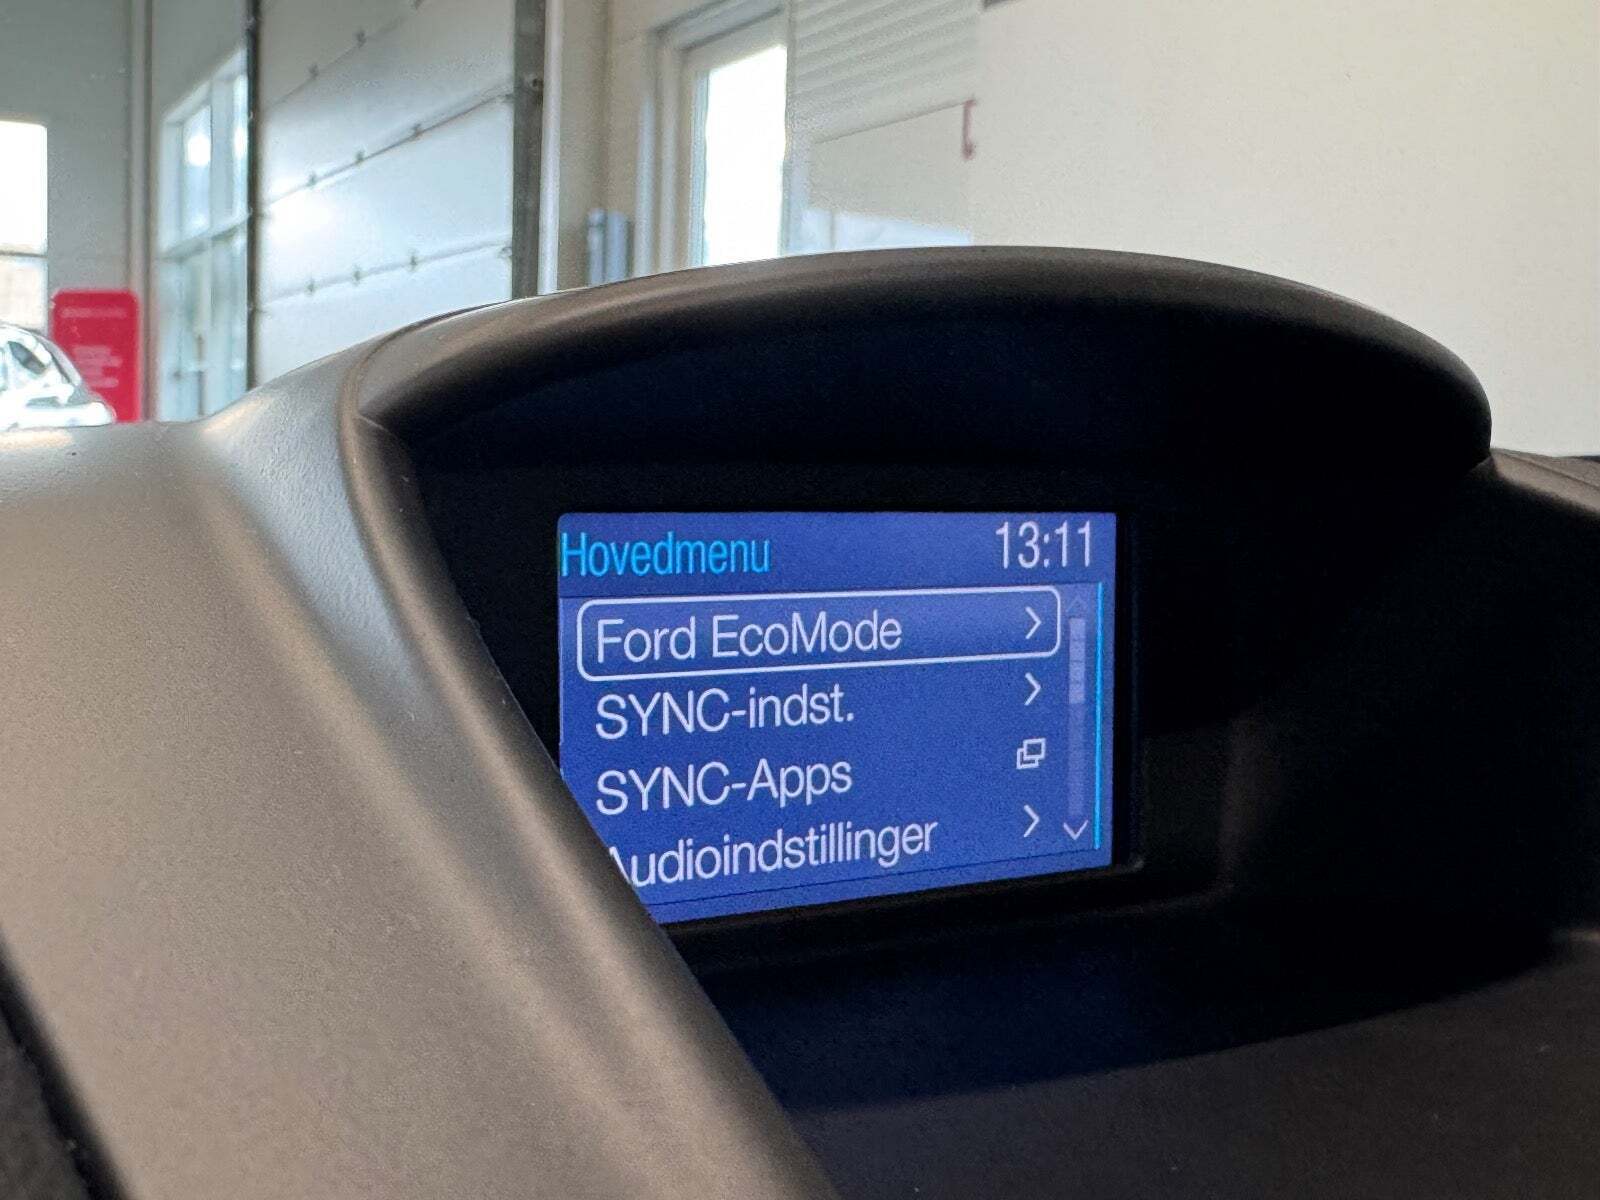 Hovedmenu 13:11
Ford EcoMode
SYNC-indst.
SYNC-Apps
Audioindstillinger